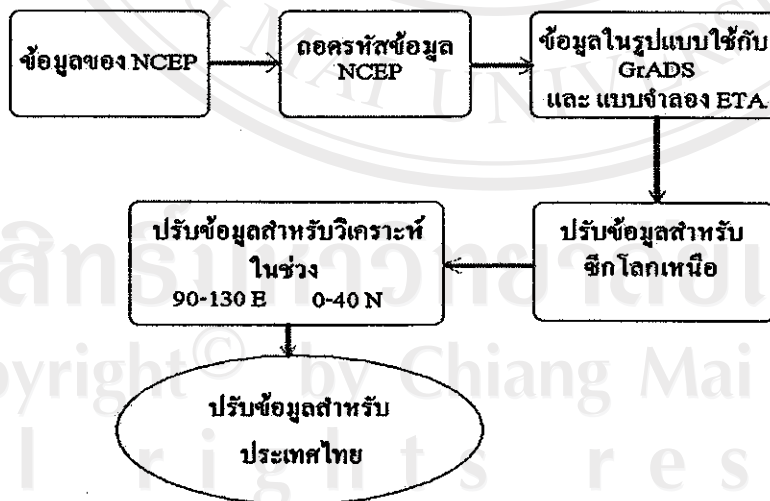 MAI UNIVERS
ข้อมูลของ NCEP
ถอดรหัสข้อมูล
NCEP
ข้อมูลในรูปแบบใช้กับ
GrADS
และ แบบจำลอง ETA
ปรับข้อมูลสำหรับ
ซีกโลกเหนือ
ปรับข้อมูลสำหรับวิเคราะห์
ในช่วง
90-130 E 0-40 N
ปรับข้อมูลสำหรับ
ประเทศไทย
pyright© by Chiang Mai
l rights res